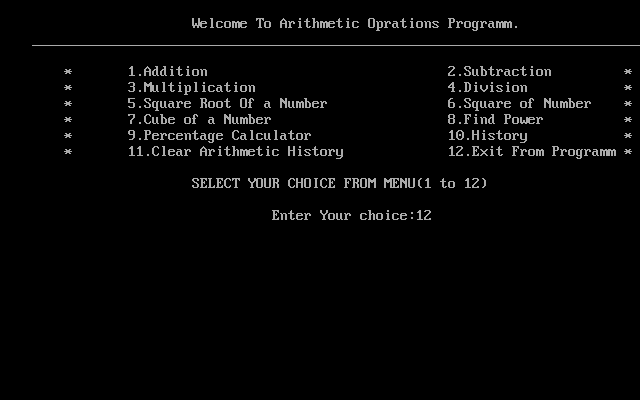 Welcome To Arithmetic Oprations Programm.
* 1.Addition 2.Subtraction *
* 3.Multiplication 4.Division *
* 5.Square Root Of a Number 6.Square of Number *
* 7.Cube of a Number 8.Find Power *
* 9.Percentage Calculator 10.History *
* 11.Clear Arithmetic History 12.Exit From Programm *
SELECT YOUR CHOICE FROM MENU(1 to 12)
Enter Your choice:12